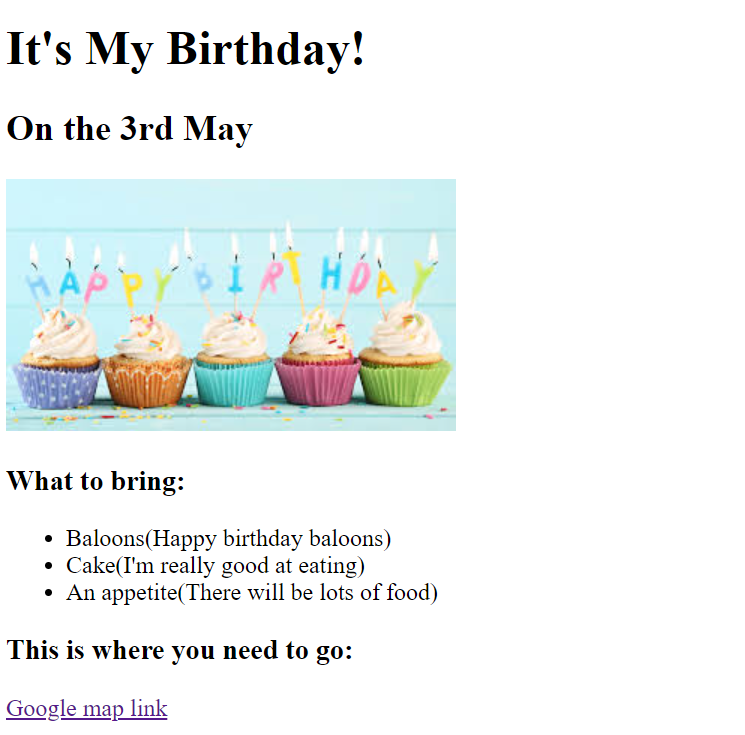 It's My Birthday!
On the 3rd May
HAPPY BIRTHDAY
What to bring:
Baloons(Happy birthday baloons)
Cake(I'm really good at eating)
An appetite(There will be lots of food)
This is where you need to go:
Google map link